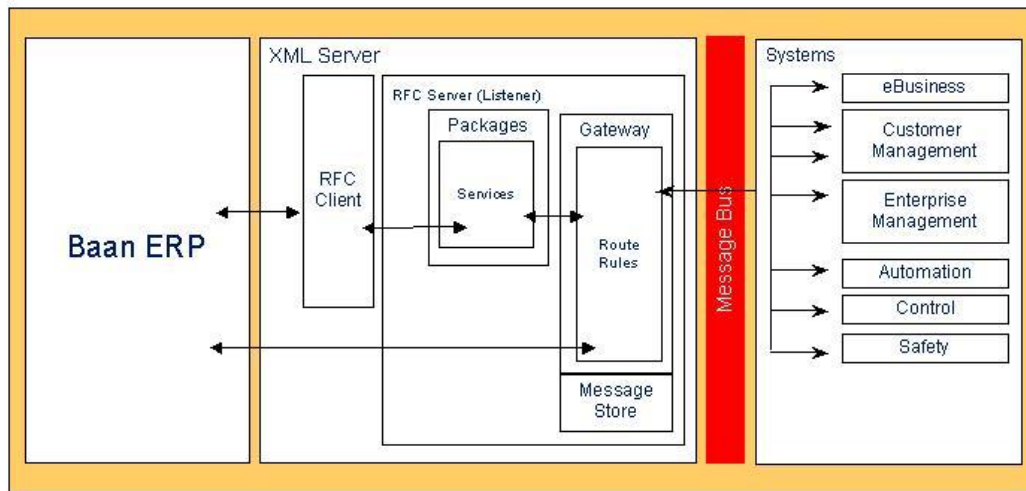 Baan ERP
XML Server
RFC
Client
RFC Server (Listener)
Packages
Services
Gateway
Route
Rules
Message
Store
Message Bus
Systems
eBusiness
Customer
Management
Enterprise
Management
Automation
Control
Safety